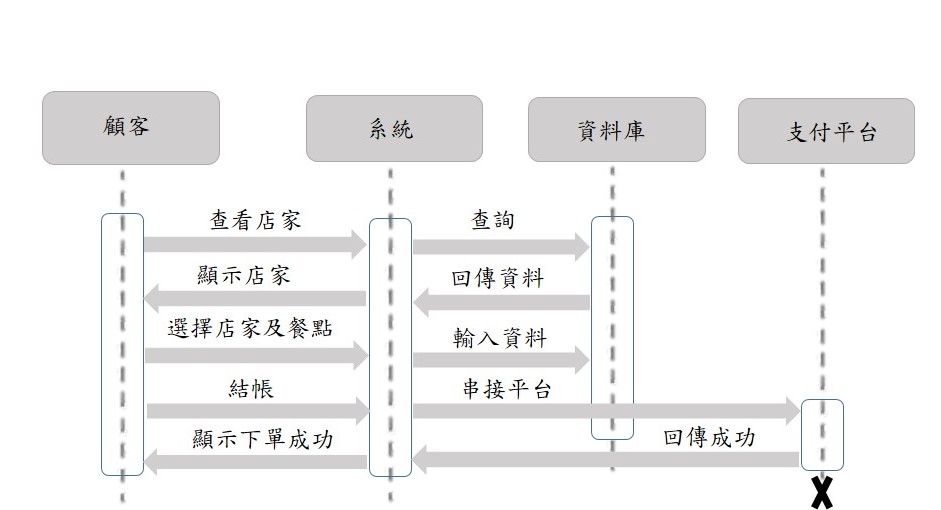 顧客
系統
資料庫
支付平台
查看店家
查詢
顯示店家
回傳資料
選擇店家及餐點
輸入資料
結帳
串接平台
顯示下單成功
回傳成功